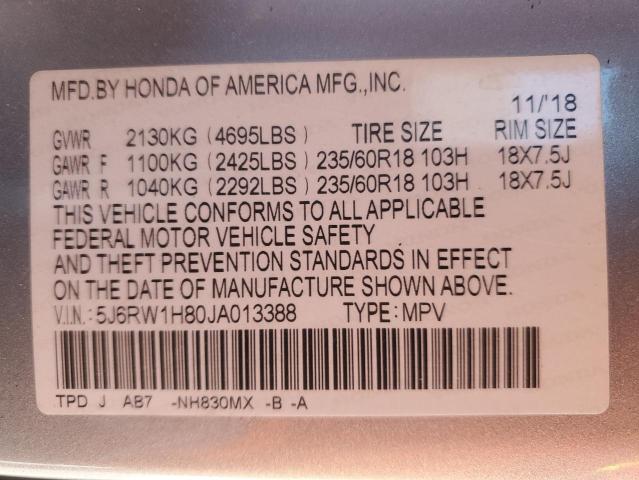 MFD.BY HONDA OF AMERICA MFG.,INC.
11/'18
GVWR 2130KG (4695LBS) TIRE SIZE RIM SIZE
GAWR F 1100KG (2425LBS) 235/60R18 103H 18X7.5J
GAWR R 1040KG (2292LBS) 235/60R18 103H 18X7.5J
THIS VEHICLE CONFORMS TO ALL APPLICABLE
FEDERAL MOTOR VEHICLE SAFETY
AND THEFT PREVENTION STANDARDS IN EFFECT
ON THE DATE OF MANUFACTURE SHOWN ABOVE.
V.I.N.:5J6RW1H80JA013388 TYPE:MPV
TPD J AB7 -NH830MX -B -A